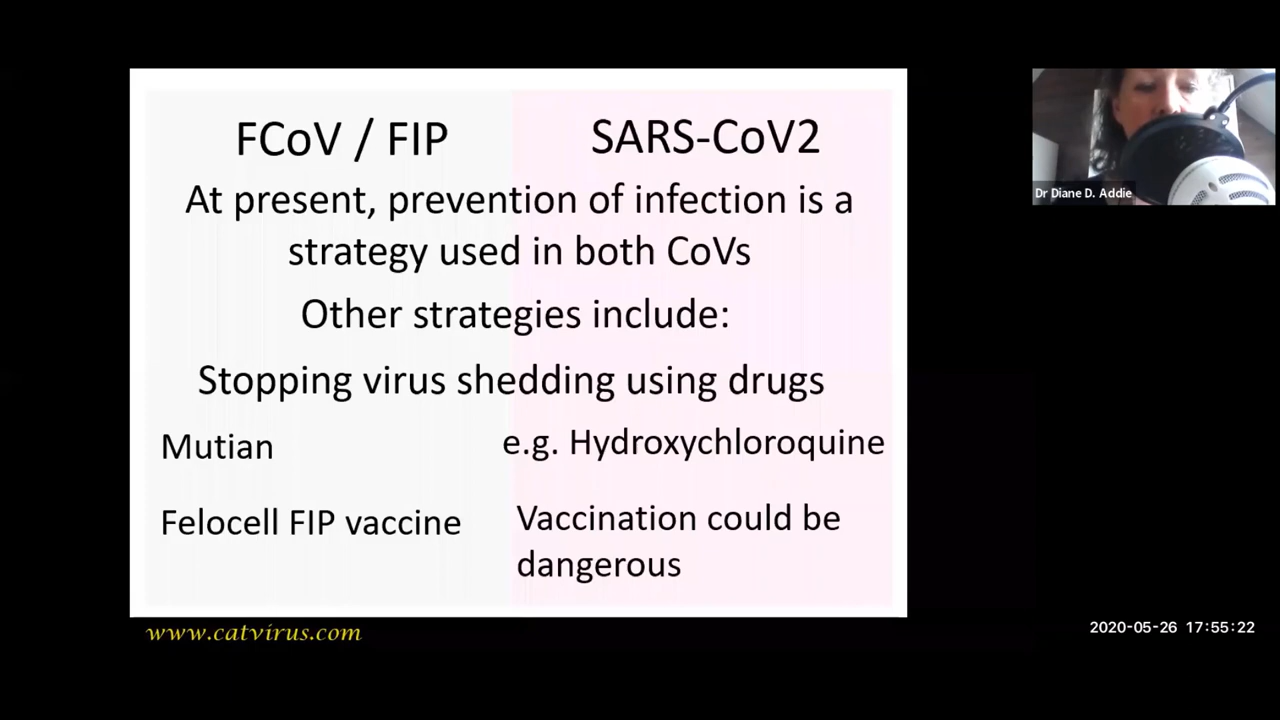 FCoV / FIP
SARS-CoV2
At present, prevention of infection is a
strategy used in both CoVs
Other strategies include:
Stopping virus shedding using drugs
Mutian
e.g. Hydroxychloroquine
Felocell FIP vaccine
Vaccination could be
dangerous
www.catvirus.com
Dr Diane D. Addie
2020-05-26 17:55:22